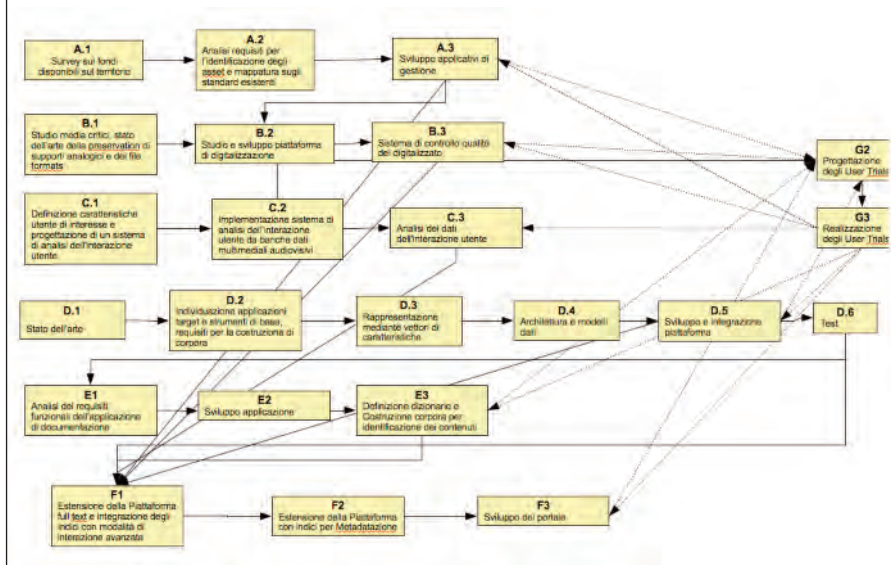 A.1
Survey sui fondi
disponibili sul territorio
A.2
Analisi requisiti per
l'identificazione degli
asset e mappatura sugli
standard esistenti
A.3
Sviluppo applicativi di
gestione
B.1
Studio media critici, stato
dell'arte della preservation di
supporti analogici e dei file
formats
B.2
Studio e sviluppo piattaforma
di digitalizzazione
B.3
Sistema di controllo qualità
del digitalizzato
G2
Progettazione
degli User Trials
C.1
Definizione caratteristiche
utente di interesse e
progettazione di un sistema
di analisi dell'interazione
utente
C.2
Implementazione sistema di
analisi dell'interazione
utente da banche dati
multimediali audiovisivi
C.3
Analisi dei dati
dell'interazione utente
G3
Realizzazione
degli User Trials
D.1
Stato dell'arte
D.2
Individuazione applicazioni
target e strumenti di base,
requisiti per la costruzione di
corpora
D.3
Rappresentazione
mediante vettori di
caratteristiche
D.4
Architettura e modelli
dati
D.5
Sviluppo e integrazione
piattaforma
D.6
Test
E1
Analisi dei requisiti
funzionali dell'applicazione
di documentazione
E2
Sviluppo applicazione
E3
Definizione dizionario e
Costruzione corpora per
identificazione dei contenuti
F1
Estensione della Piattaforma
full text e integrazione degli
indici con modalità di
interazione avanzata
F2
Estensione della Piattaforma
con indici per Metadatazione
F3
Sviluppo del portale